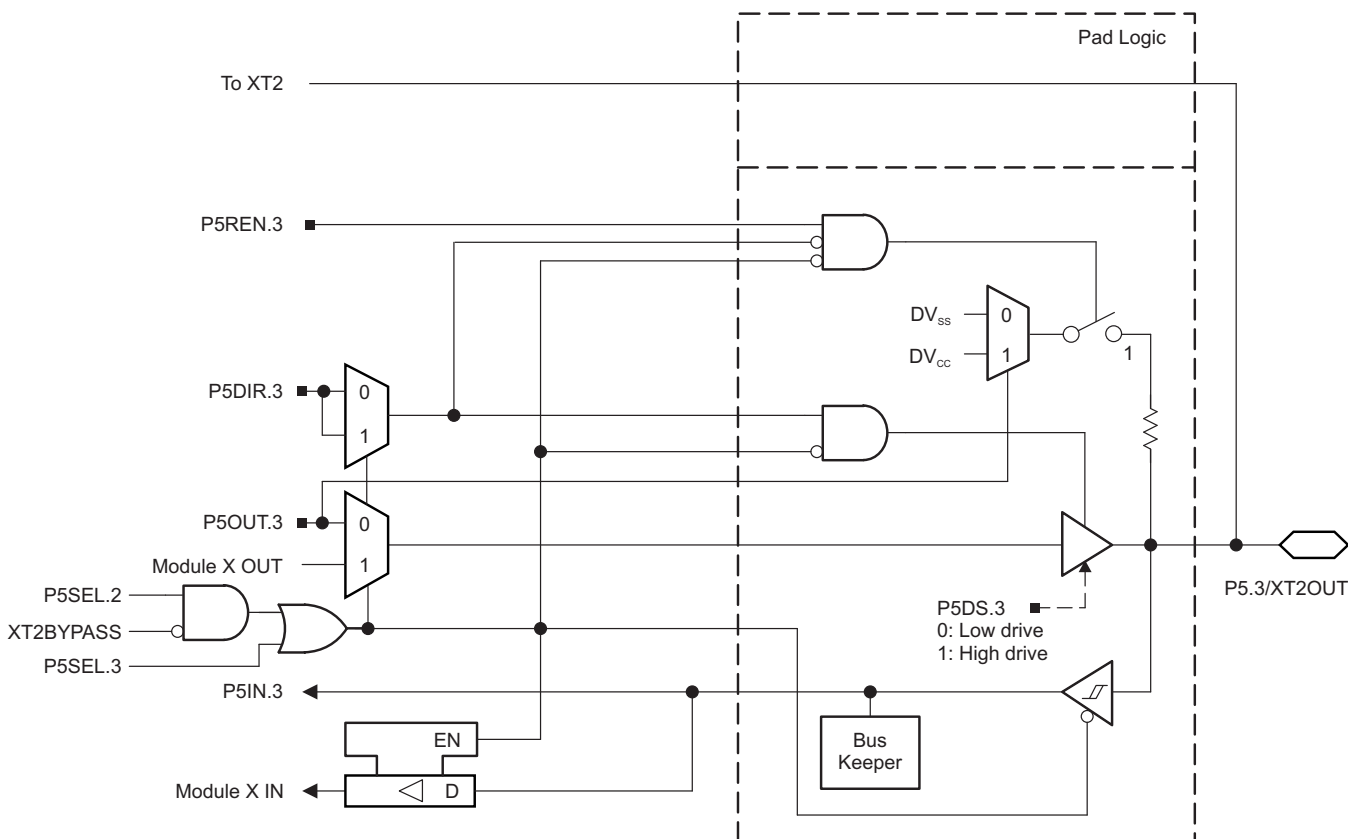 Pad Logic
To XT2
P5REN.3
DVSS
0
DVCC
1
1
P5DIR.3
0
1
P5OUT.3
0
Module X OUT
1
P5SEL.2
XT2BYPASS
P5SEL.3
P5DS.3
0: Low drive
1: High drive
P5.3/XT2OUT
P5IN.3
EN
Bus
Keeper
Module X IN
D